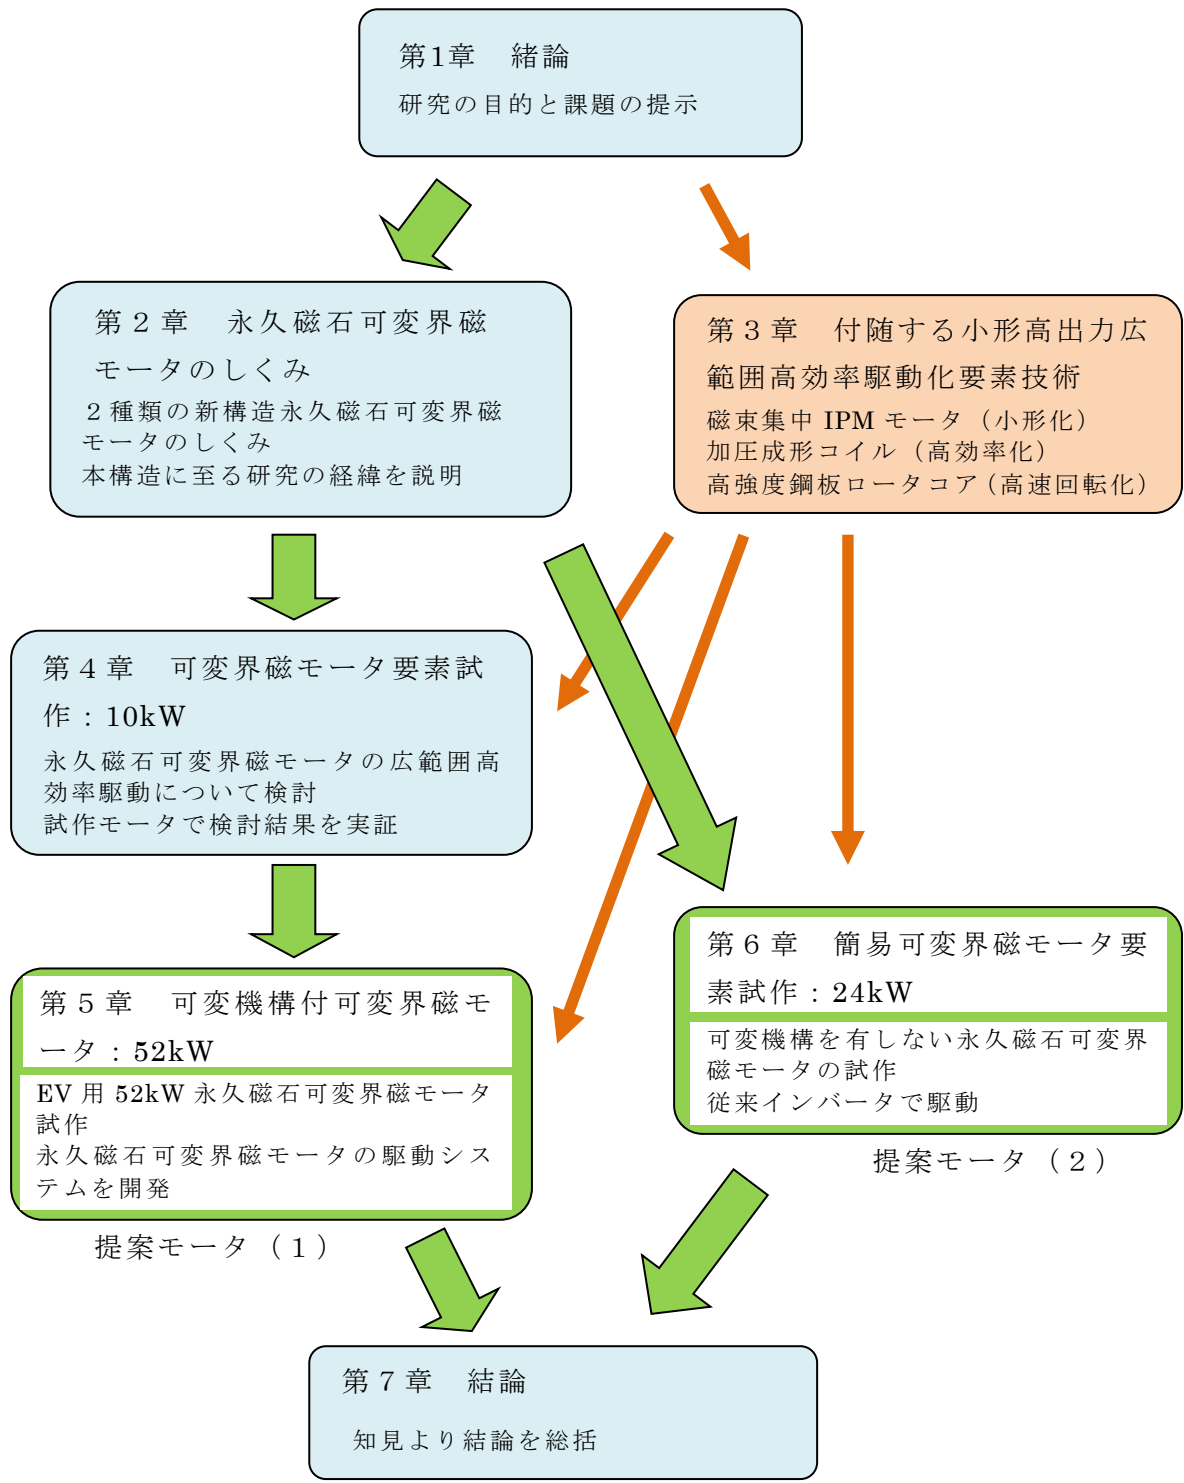 第1章　緒論
研究の目的と課題の提示
第２章　永久磁石可変界磁
モータのしくみ
２種類の新構造永久磁石可変界磁
モータのしくみ
本構造に至る研究の経緯を説明
第３章　付随する小形高出力広
範囲高効率駆動化要素技術
磁束集中 IPM モータ（小形化）
加圧成形コイル（高効率化）
高強度鋼板ロータコア（高速回転化）
第４章　可変界磁モータ要素試
作：10kW
永久磁石可変界磁モータの広範囲高
効率駆動について検討
試作モータで検討結果を実証
第５章　可変機構付可変界磁モ
ータ：52kW
EV 用 52kW 永久磁石可変界磁モータ
試作
永久磁石可変界磁モータの駆動シス
テムを開発
提案モータ（１）
第６章　簡易可変界磁モータ要
素試作：24kW
可変機構を有しない永久磁石可変界
磁モータの試作
従来インバータで駆動
提案モータ（２）
第７章　結論
知見より結論を総括